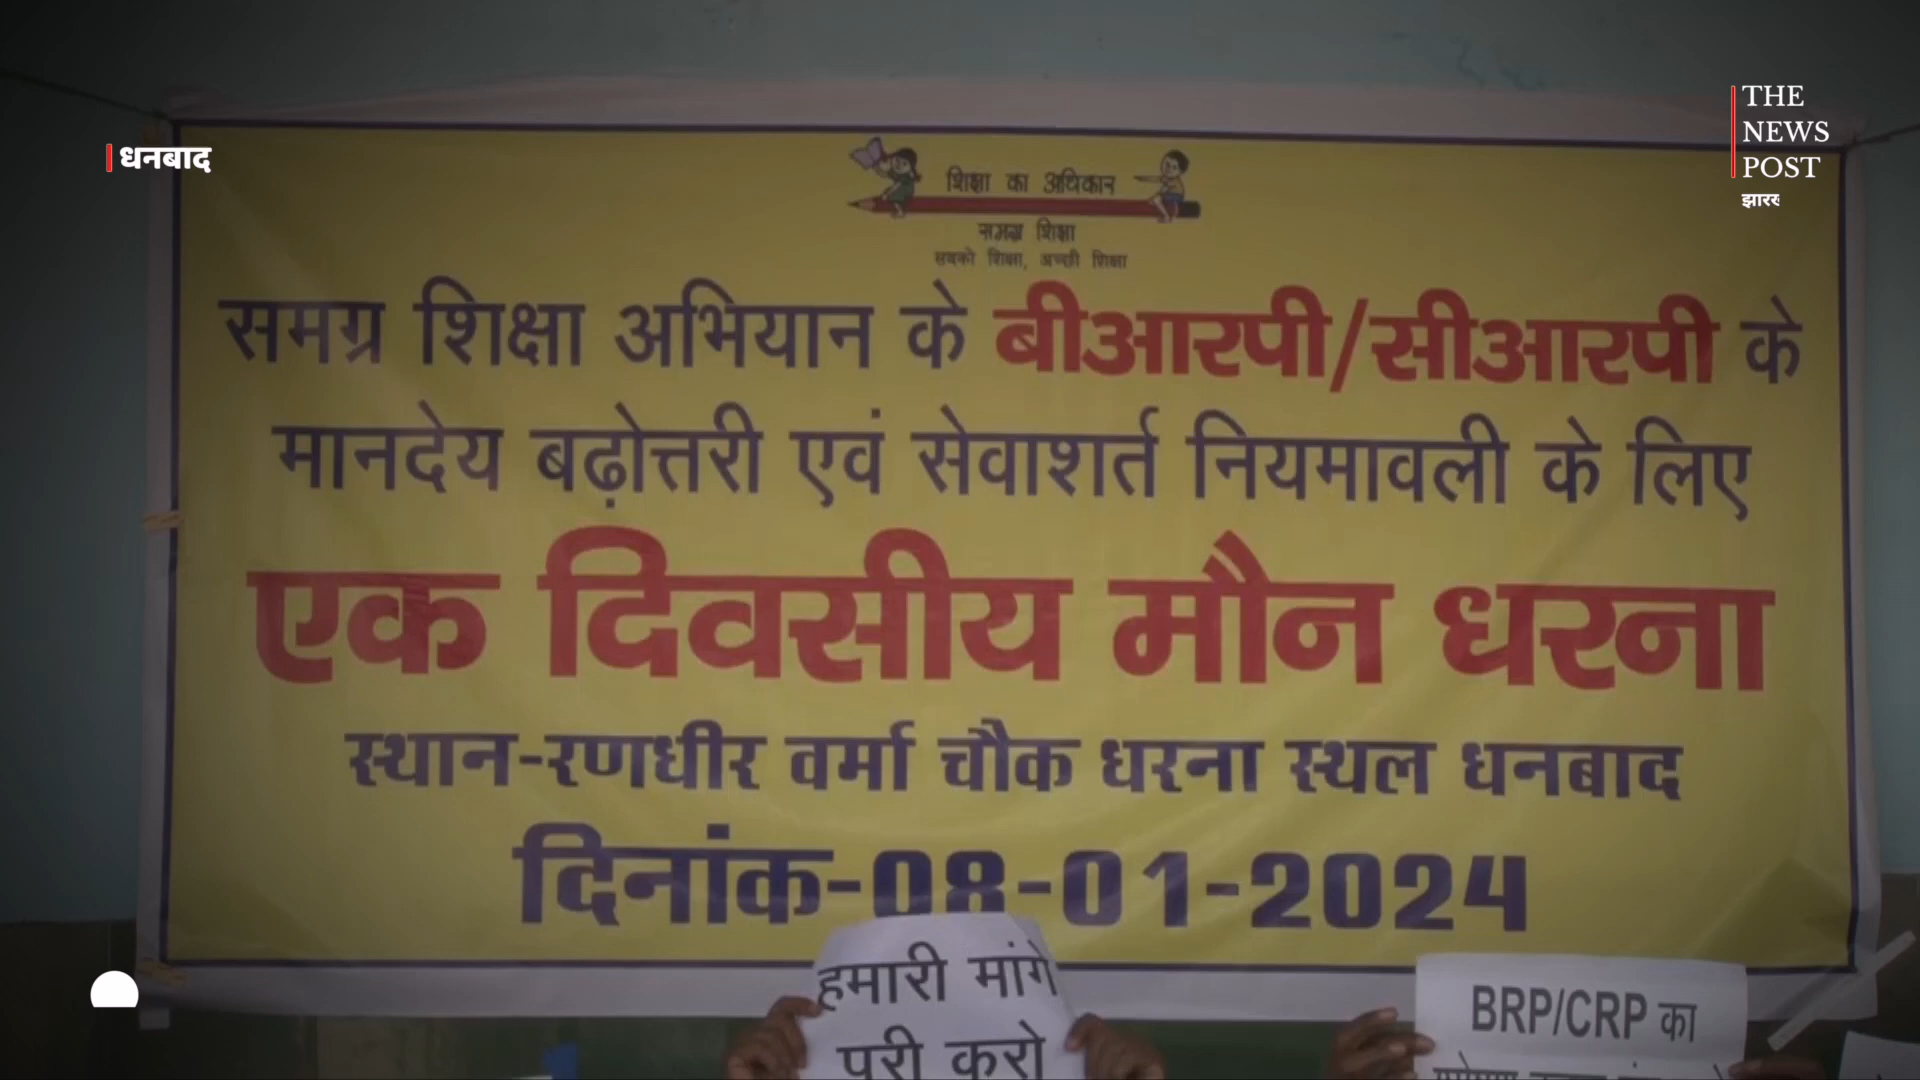 धनबाद
THE
NEWS
POST
शिक्षा का अधिकार
समग्र शिक्षा
सबको शिक्षा, अच्छी शिक्षा
समग्र शिक्षा अभियान के बीआरपी/सीआरपी के
मानदेय बढ़ोत्तरी एवं सेवाशर्त नियमावली के लिए
एक दिवसीय मौन धरना
स्थान-रणधीर वर्मा चौक धरना स्थल धनबाद
दिनांक-08-01-2024
हमारी मांगे
पूरी करो
BRP/CRP का